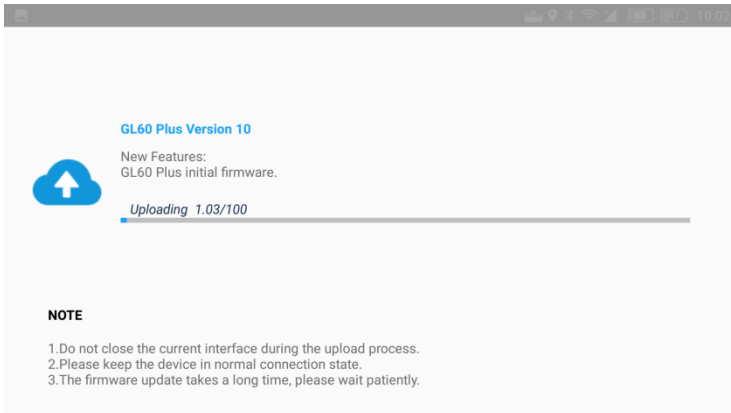 10:02
GL60 Plus Version 10
New Features:
GL60 Plus initial firmware.
Uploading 1.03/100
NOTE
1.Do not close the current interface during the upload process.
2.Please keep the device in normal connection state.
3.The firmware update takes a long time, please wait patiently.